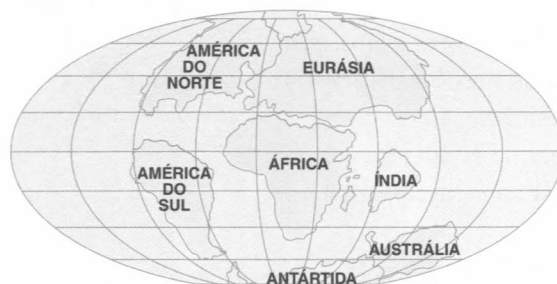 AMÉRICA
DO
NORTE
EURÁSIA
AMÉRICA
DO
SUL
ÁFRICA
ÍNDIA
AUSTRÁLIA
ANTÁRTIDA